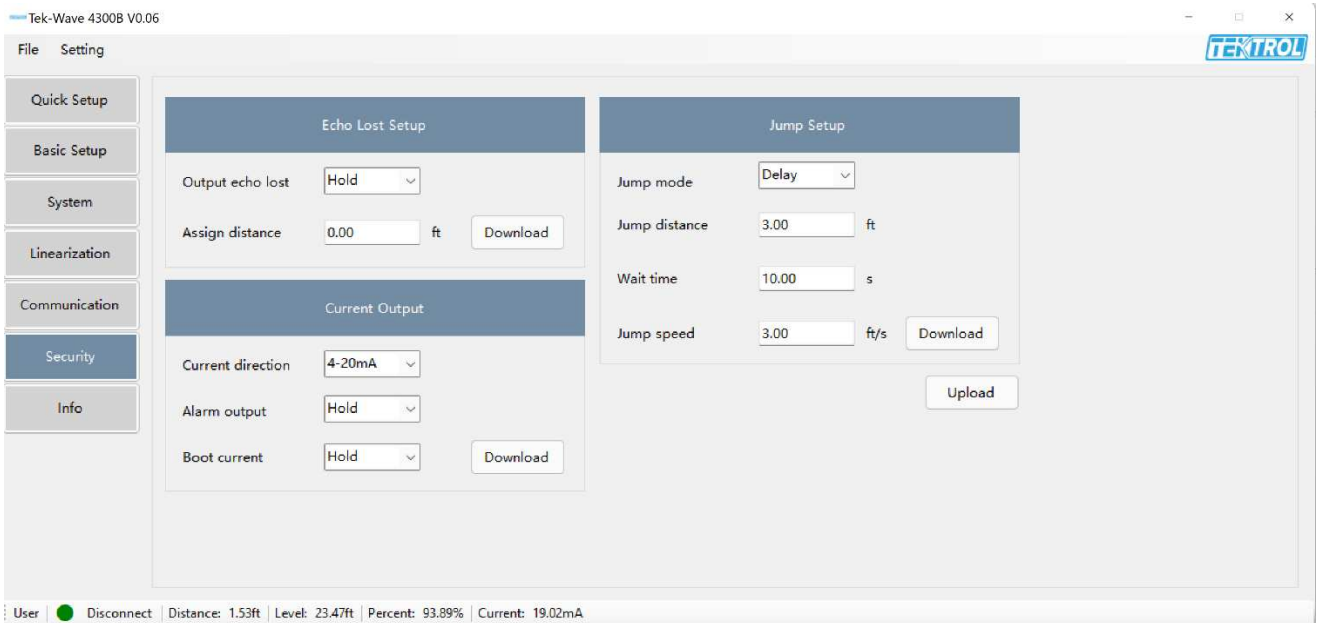 Tek-Wave 4300B V0.06
File Setting
TEKTROL
Quick Setup
Basic Setup
System
Linearization
Communication
Security
Info
Echo Lost Setup
Output echo lost Hold
Assign distance 0.00 ft Download
Current Output
Current direction 4-20mA
Alarm output Hold
Boot current Hold Download
Jump Setup
Jump mode Delay
Jump distance 3.00 ft
Wait time 10.00 s
Jump speed 3.00 ft/s Download
Upload
User Disconnect Distance: 1.53ft Level: 23.47ft Percent: 93.89% Current: 19.02mA